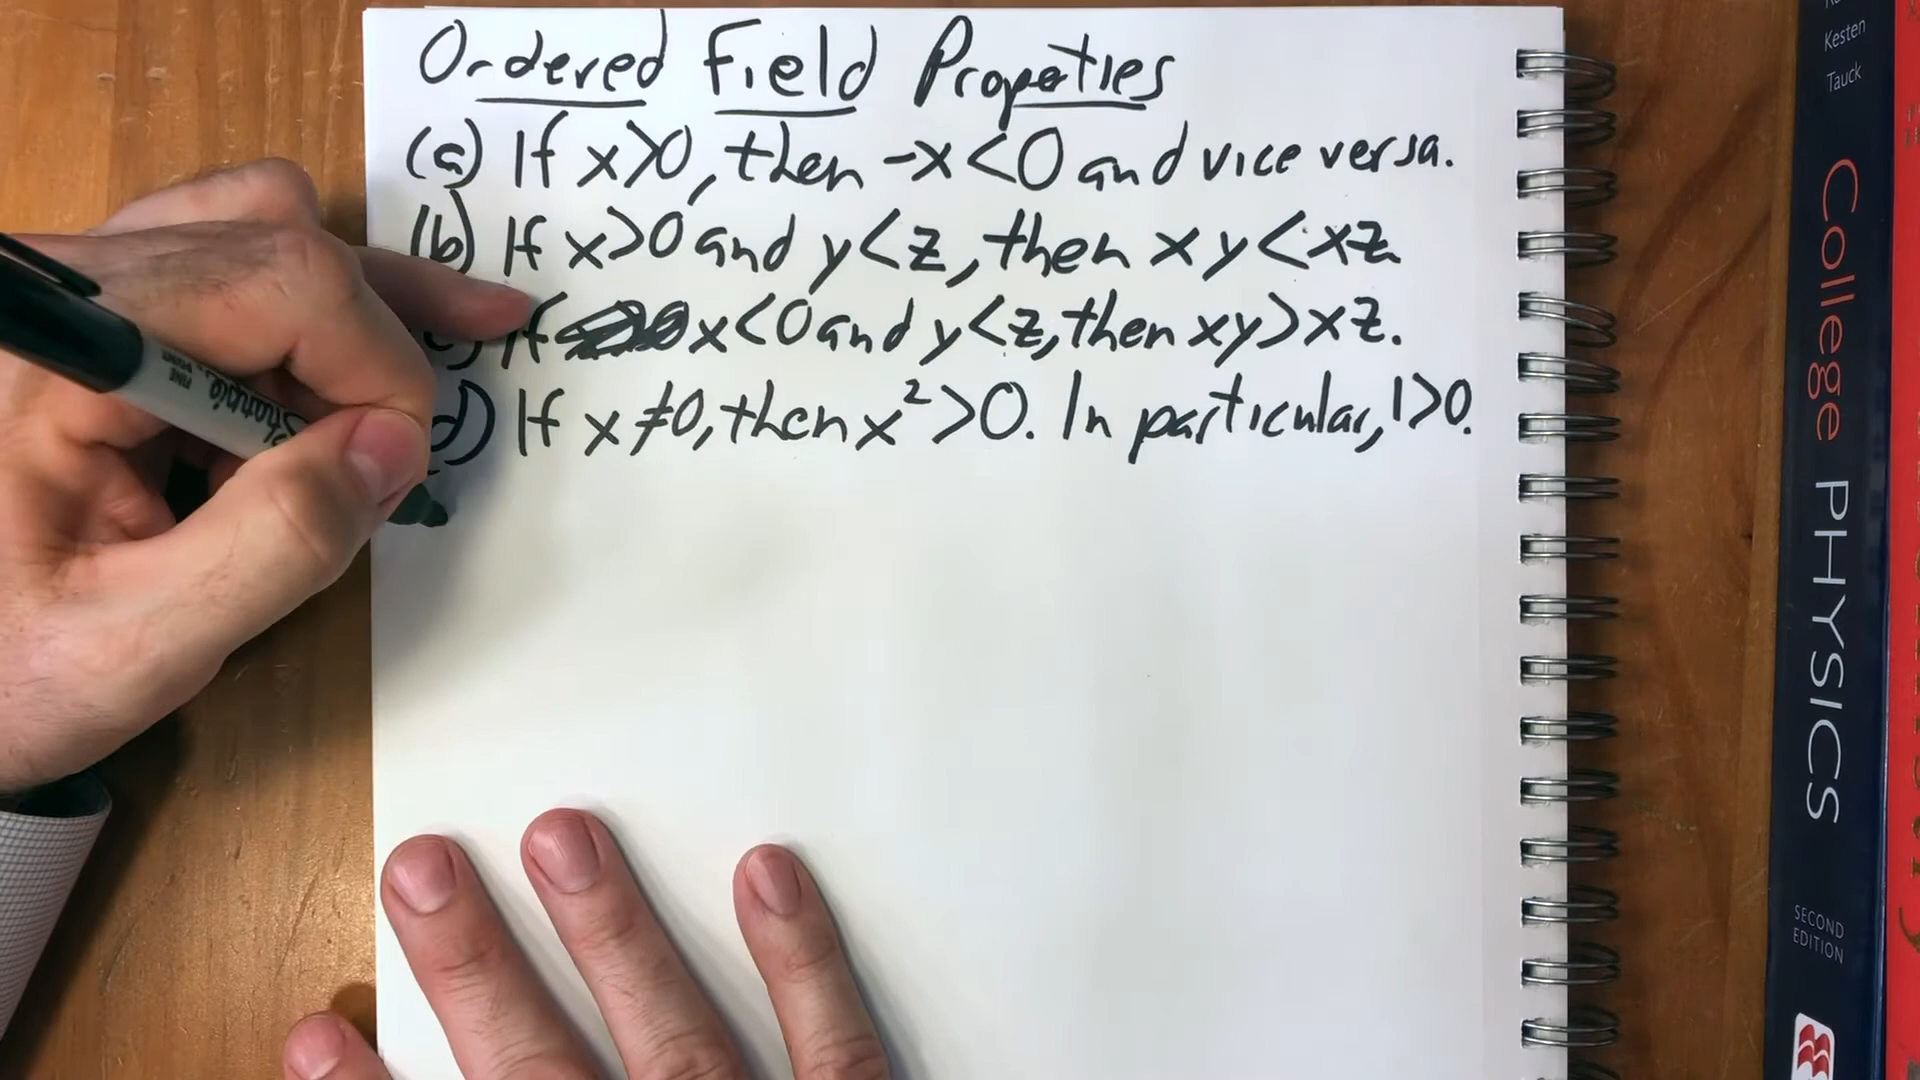 Ordered Field Properties
(a) If x>0, then -x<0 and vice versa.
(b) If x>0 and y<z, then xy<xz
If x<0 and y<z, then xy>xz.
d) If x≠0, then x²>0. In particular, 1>0.
Kesten
Tauck
College PHYSICS
SECOND
EDITION
Sharpie